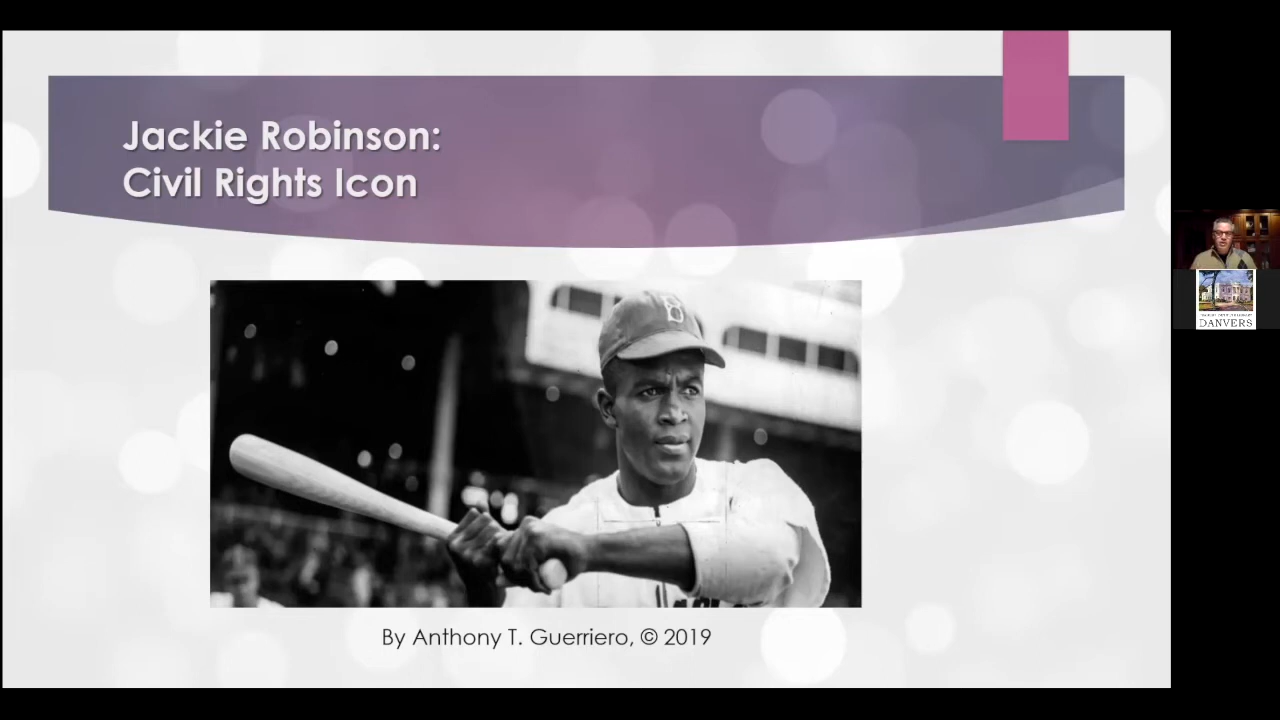 Jackie Robinson:
Civil Rights Icon
B
By Anthony T. Guerriero, © 2019
DANVERS